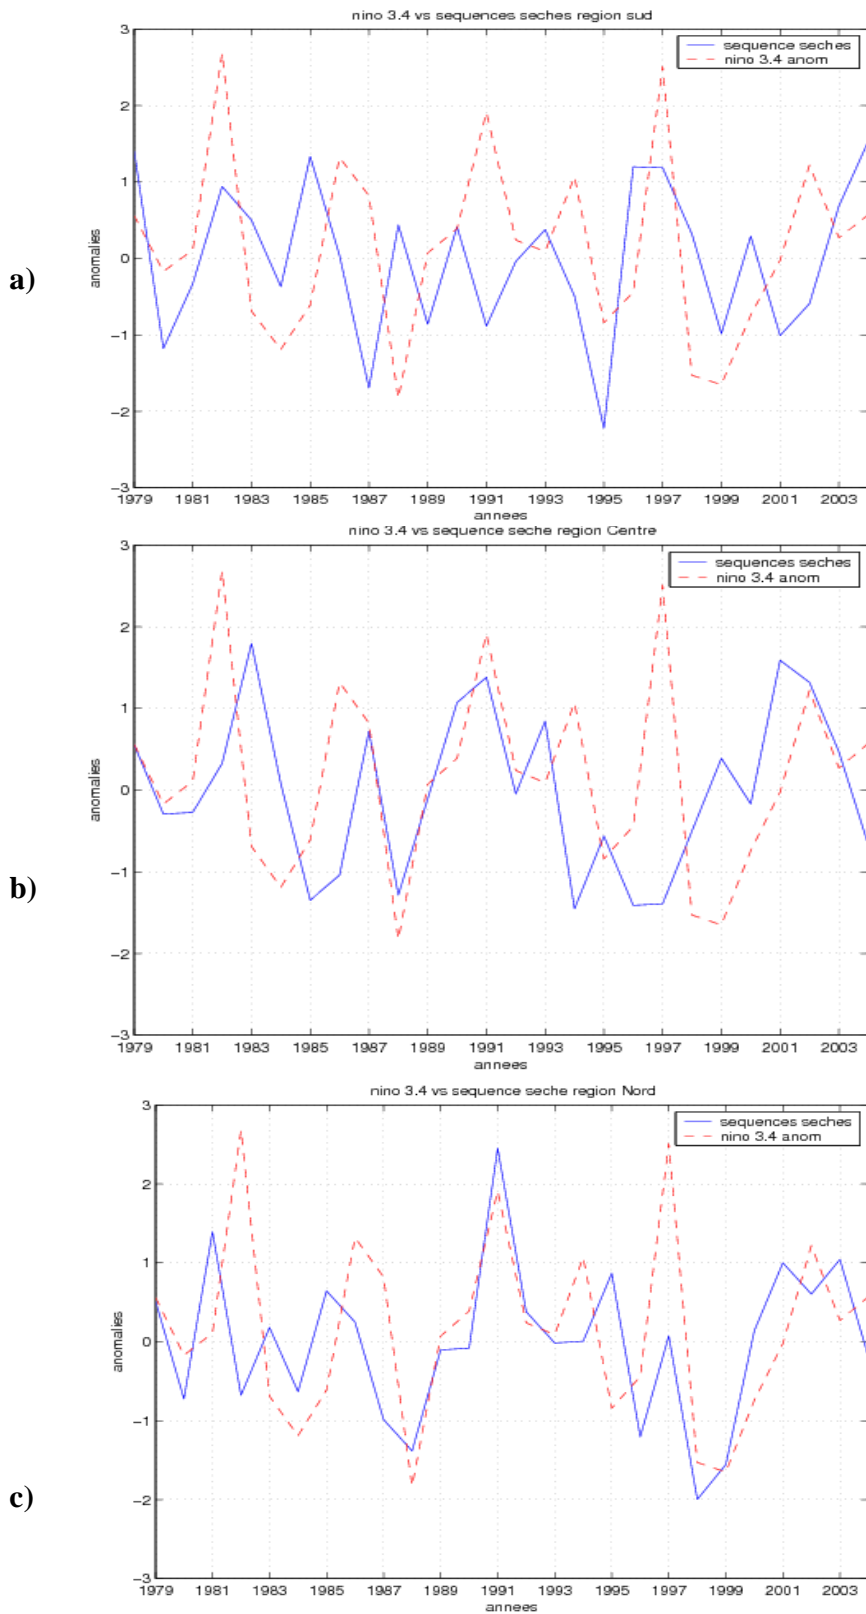 nino 3.4 vs sequences seches region sud
sequence seches
nino 3.4 anom
3
2
1
0
−1
−2
−3
anomalies
a)
1979 1981 1983 1985 1987 1989 1991 1993 1995 1997 1999 2001 2003
annees
nino 3.4 vs sequence seche region Centre
sequences seches
nino 3.4 anom
3
2
1
0
−1
−2
−3
anomalies
b)
1979 1981 1983 1985 1987 1989 1991 1993 1995 1997 1999 2001 2003
annees
nino 3.4 vs sequence seche region Nord
sequences seches
nino 3.4 anom
3
2
1
0
−1
−2
−3
anomalies
c)
1979 1981 1983 1985 1987 1989 1991 1993 1995 1997 1999 2001 2003
annees